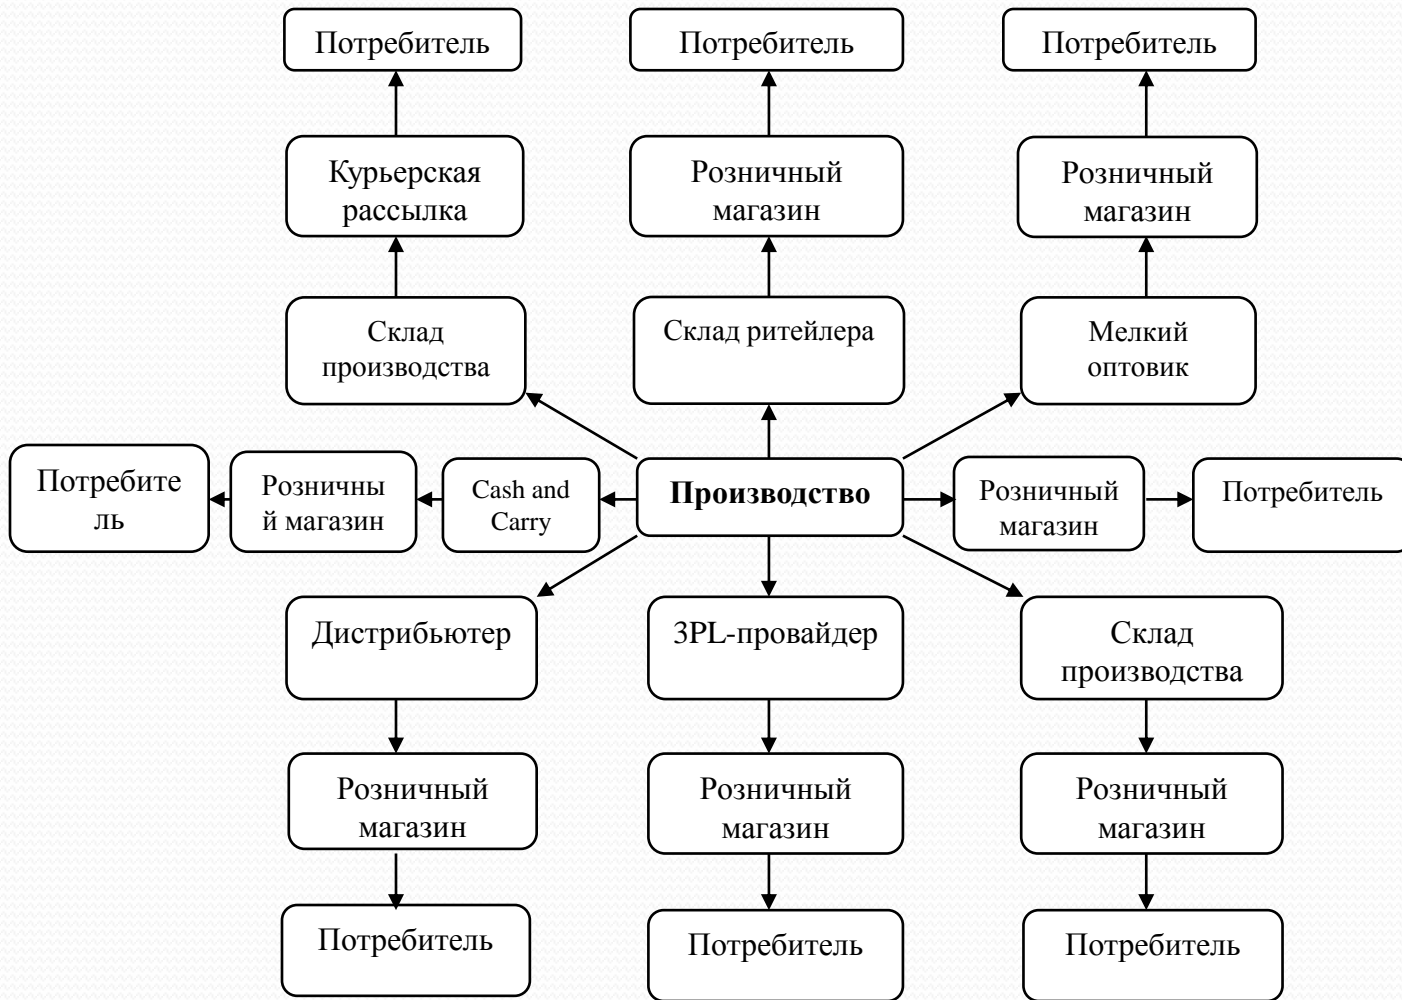 Потребитель
Потребитель
Потребитель
Курьерская
рассылка
Розничный
магазин
Розничный
магазин
Склад
производства
Склад ритейлера
Мелкий
оптовик
Потребите
ль
Розничны
й магазин
Cash and
Carry
Производство
Розничный
магазин
Потребитель
Дистрибьютер
3PL-провайдер
Склад
производства
Розничный
магазин
Розничный
магазин
Розничный
магазин
Потребитель
Потребитель
Потребитель